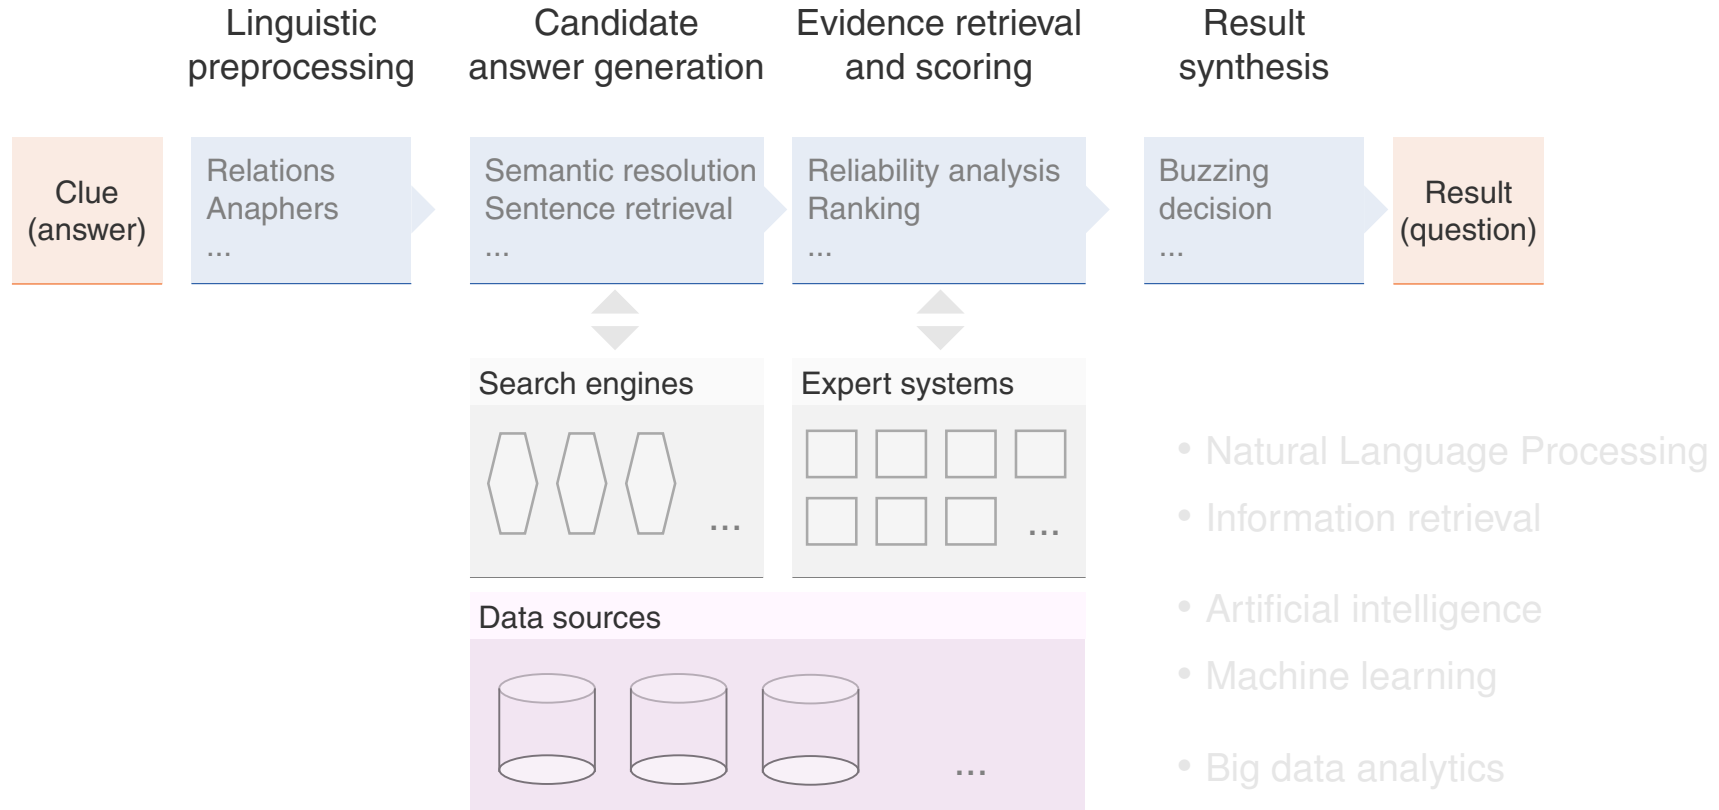 Linguistic
preprocessing
Candidate
answer generation
Evidence retrieval
and scoring
Result
synthesis
Clue
(answer)
Relations
Anaphers
...
Semantic resolution
Sentence retrieval
...
Reliability analysis
Ranking
...
Buzzing
decision
...
Result
(question)
Search engines
...
Expert systems
...
Data sources
...
• Natural Language Processing
• Information retrieval
• Artificial intelligence
• Machine learning
• Big data analytics